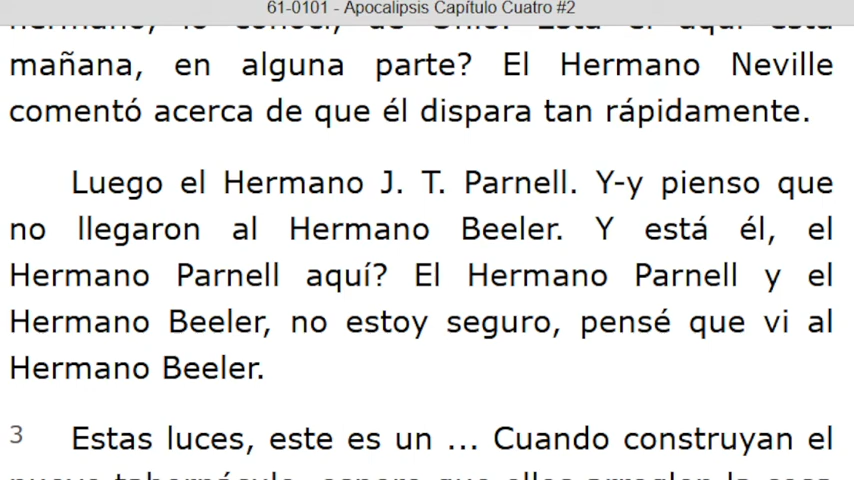 61-0101 - Apocalipsis Capítulo Cuatro #2
mañana, en alguna parte? El Hermano Neville
comentó acerca de que él dispara tan rápidamente.
Luego el Hermano J. T. Parnell. Y-y pienso que
no llegaron al Hermano Beeler. Y está él, el
Hermano Parnell aquí? El Hermano Parnell y el
Hermano Beeler, no estoy seguro, pensé que vi al
Hermano Beeler.
3 Estas luces, este es un ... Cuando construyan el